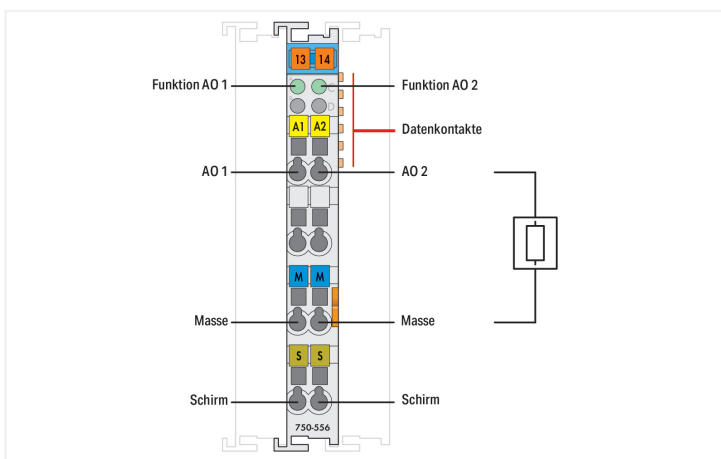 13 14
Funktion AO 1
C
Funktion AO 2
D
Datenkontakte
A1 A2
AO 1
AO 2
M M
Masse
Masse
S S
Schirm
Schirm
750-556